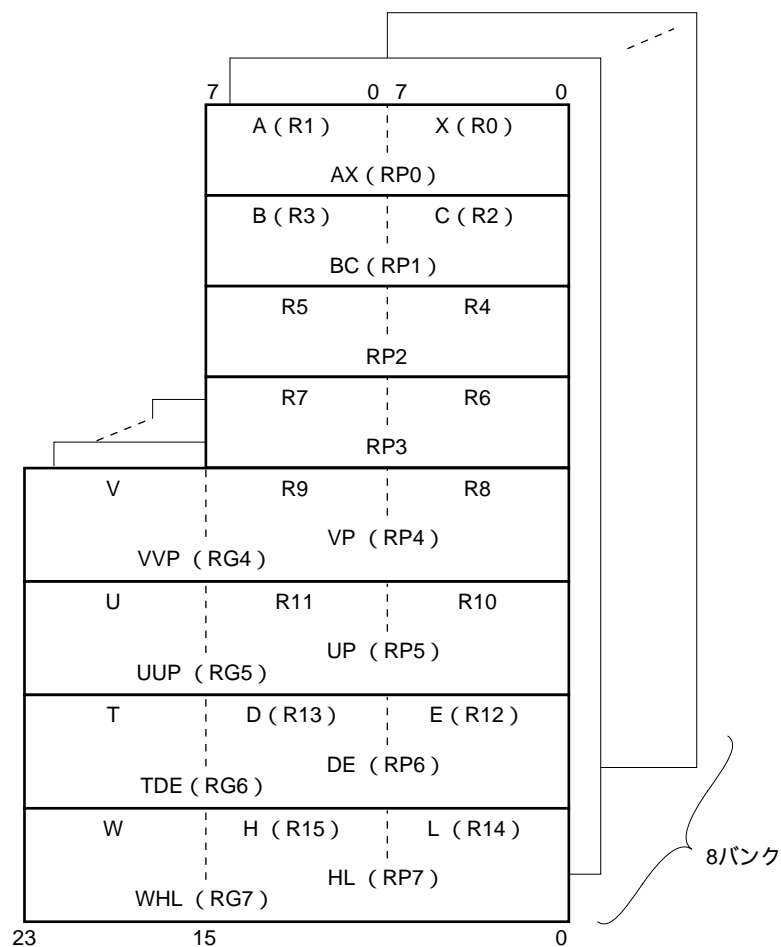 7 0 7 0
A（R1） X（R0）
AX（RP0）
B（R3） C（R2）
BC（RP1）
R5 R4
RP2
R7 R6
RP3
V R9 R8
VP （RP4）
VVP （RG4）
U R11 R10
UP （RP5）
UUP （RG5）
T D（R13） E（R12）
DE （RP6）
TDE（RG6）
W H （R15） L （R14）
8バンク
HL （RP7）
WHL （RG7）
23 15 0